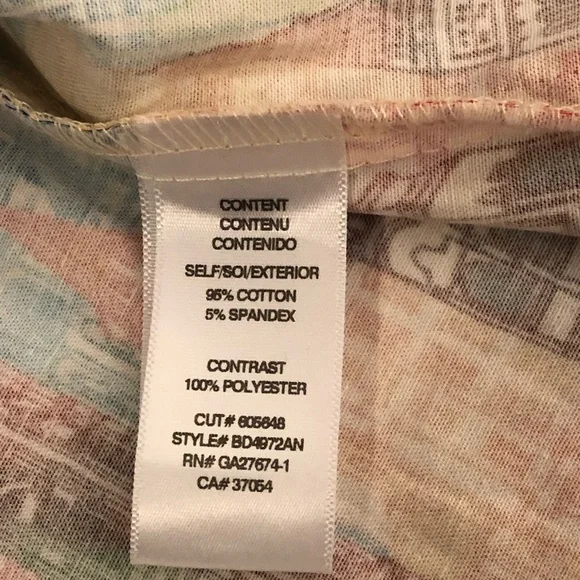 CONTENT
CONTENU
CONTENIDO
SELF/SOI/EXTERIOR
95% COTTON
5% SPANDEX
CONTRAST
100% POLYESTER
CUT# 605648
STYLE# BD4972AN
RN# GA27674-1
CA# 37054